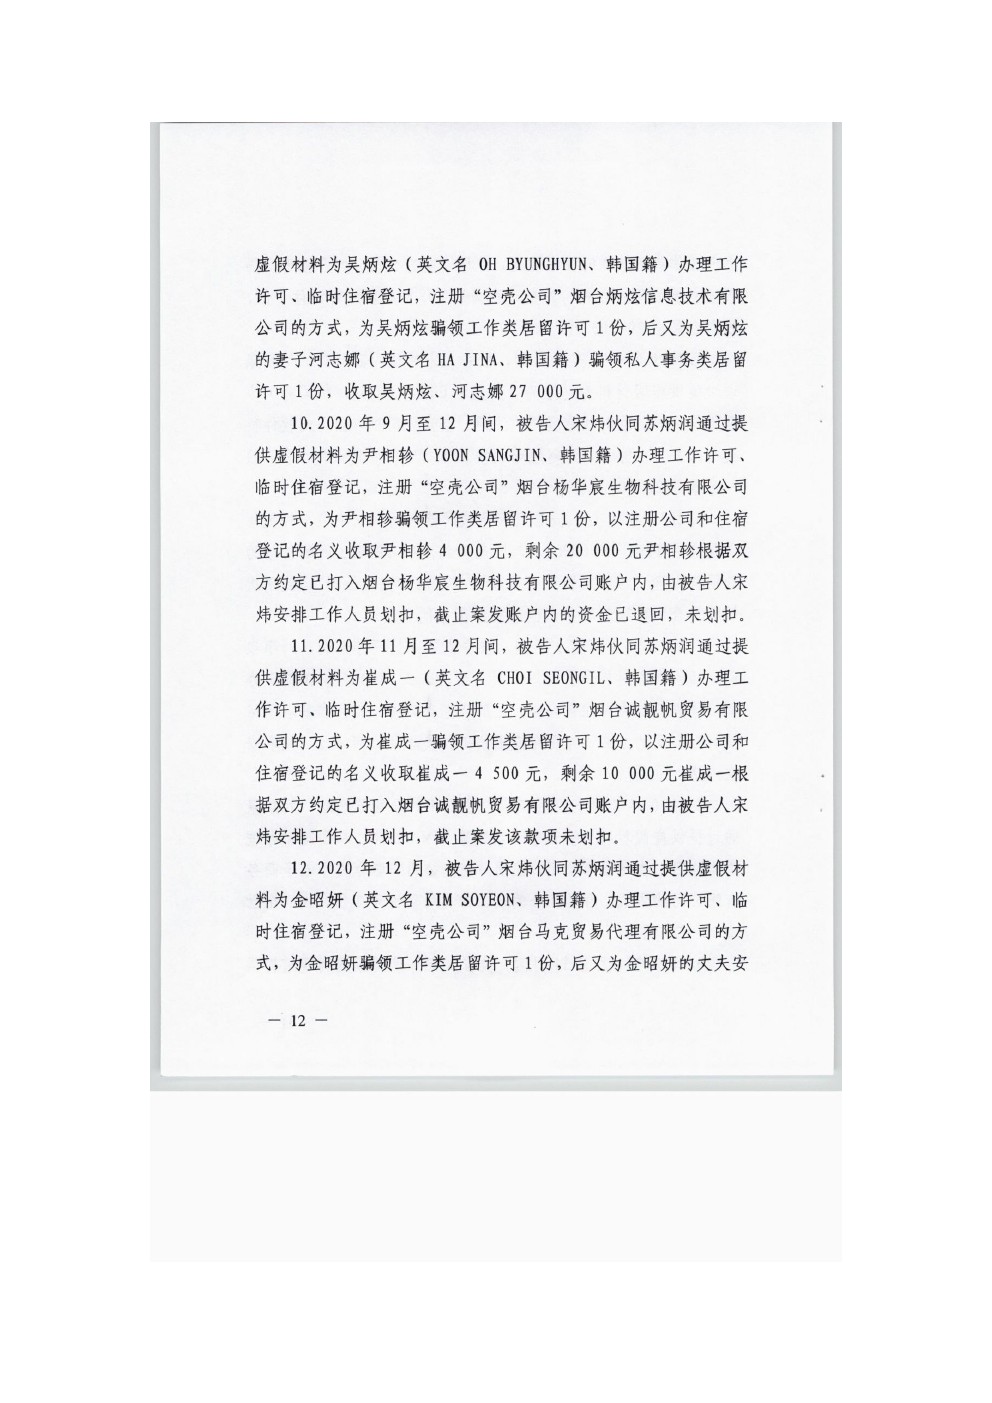 虚假材料为吴炳炫（英文名 OH BYUNGHYUN、韩国籍）办理工作
许可、临时住宿登记，注册“空壳公司”烟台炳炫信息技术有限
公司的方式，为吴炳炫骗领工作类居留许可1份，后又为吴炳炫
的妻子河志娜（英文名HA JINA、韩国籍）骗领私人事务类居留
许可1份，收取吴炳炫、河志娜27 000元。
10.2020 年 9 月至 12 月间，被告人宋炜伙同苏炳润通过提
供虚假材料为尹相轸（YOON SANGJIN、韩国籍）办理工作许可、
临时住宿登记，注册“空壳公司”烟台杨华宸生物科技有限公司
的方式，为尹相轸骗领工作类居留许可1份，以注册公司和住宿
登记的名义收取尹相轸 4 000 元，剩余 20 000 元尹相轸根据双
方约定已打入烟台杨华宸生物科技有限公司账户内，由被告人宋
炜安排工作人员划扣，截止案发账户内的资金已退回，未划扣。
11.2020 年 11 月至 12 月间，被告人宋炜伙同苏炳润通过提
供虚假材料为崔成一（英文名 CHOI SEONGIL、韩国籍）办理工
作许可、临时住宿登记，注册“空壳公司”烟台诚靓帆贸易有限
公司的方式，为崔成一骗领工作类居留许可1份，以注册公司和
住宿登记的名义收取崔成一 4 500 元，剩余 10 000 元崔成一根
据双方约定已打入烟台诚靓帆贸易有限公司账户内，由被告人宋
炜安排工作人员划扣，截止案发该款项未划扣。
12.2020 年 12 月，被告人宋炜伙同苏炳润通过提供虚假材
料为金昭妍（英文名 KIM SOYEON、韩国籍）办理工作许可、临
时住宿登记，注册“空壳公司”烟台马克贸易代理有限公司的方
式，为金昭妍骗领工作类居留许可1份，后又为金昭妍的丈夫安
— 12 —